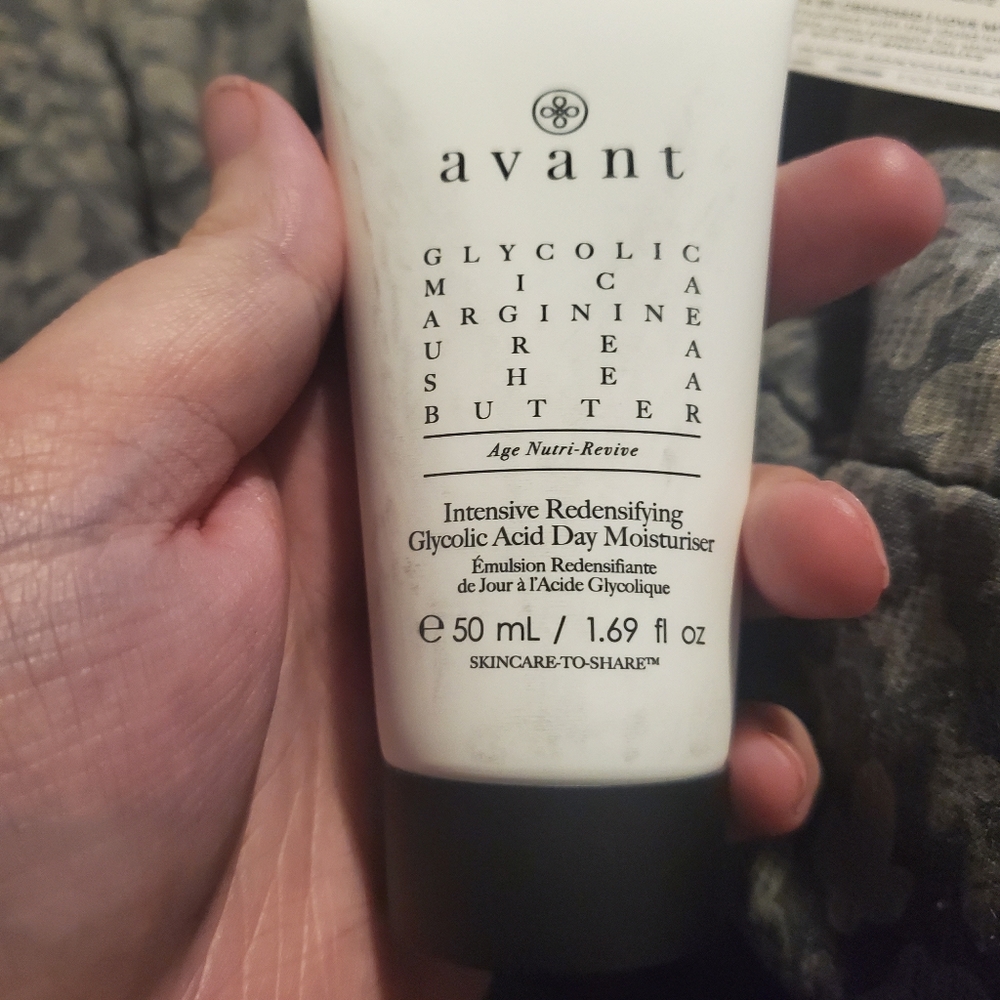 avant
GLYCOLIC
M I C A
ARGININE
U R E A
S H E A
BUTTER
Age Nutri-Revive
Intensive Redensifying
Glycolic Acid Day Moisturiser
Émulsion Redensifiante
de Jour à l'Acide Glycolique
℮ 50 mL / 1.69 fl oz
SKINCARE-TO-SHARE™